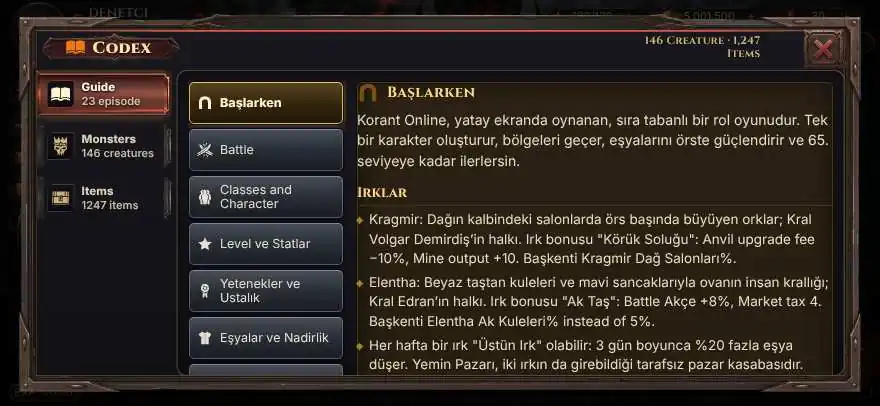 DENETÇİ
CODEX
146 CREATURE · 1,247
ITEMS
Guide
23 episode
Monsters
146 creatures
Items
1247 items
Başlarken
Battle
Classes and
Character
Level ve Statlar
Yetenekler ve
Ustalık
Eşyalar ve Nadirlik
BAŞLARKEN
Korant Online, yatay ekranda oynanan, sıra tabanlı bir rol oyunudur. Tek
bir karakter oluşturur, bölgeleri geçer, eşyalarını örste güçlendirir ve 65.
seviyeye kadar ilerlersin.
IRKLAR
Kragmir: Dağın kalbindeki salonlarda örs başında büyüyen orklar; Kral
Volgar Demirdiş'in halkı. Irk bonusu "Körük Soluğu": Anvil upgrade fee
−10%, Mine output +10. Başkenti Kragmir Dağ Salonları%.
Elentha: Beyaz taştan kuleleri ve mavi sancaklarıyla ovanın insan krallığı;
Kral Edran'ın halkı. Irk bonusu "Ak Taş": Battle Akçe +8%, Market tax 4.
Başkenti Elentha Ak Kuleleri% instead of 5%.
Her hafta bir ırk "Üstün Irk" olabilir: 3 gün boyunca %20 fazla eşya
düşer. Yemin Pazarı, iki ırkın da girebildiği tarafsız pazar kasabasıdır.